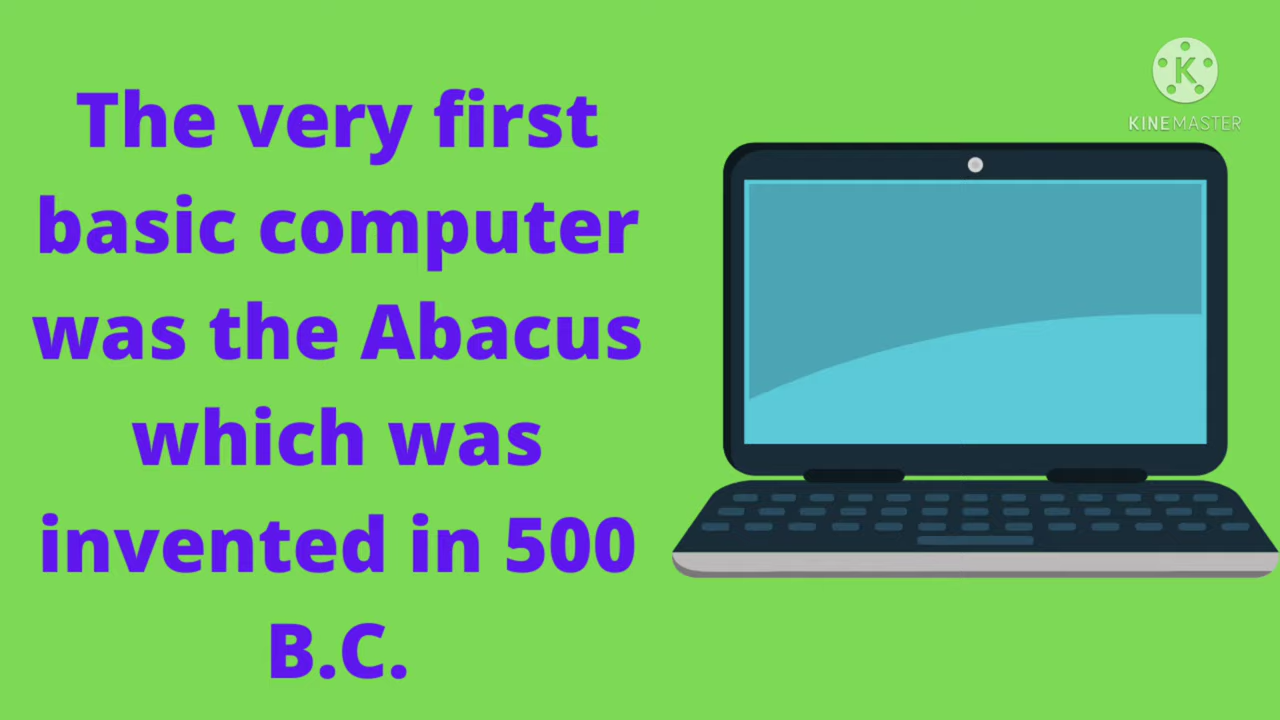 The very first
basic computer
was the Abacus
which was
invented in 500
B.C.
K
KINEMASTER